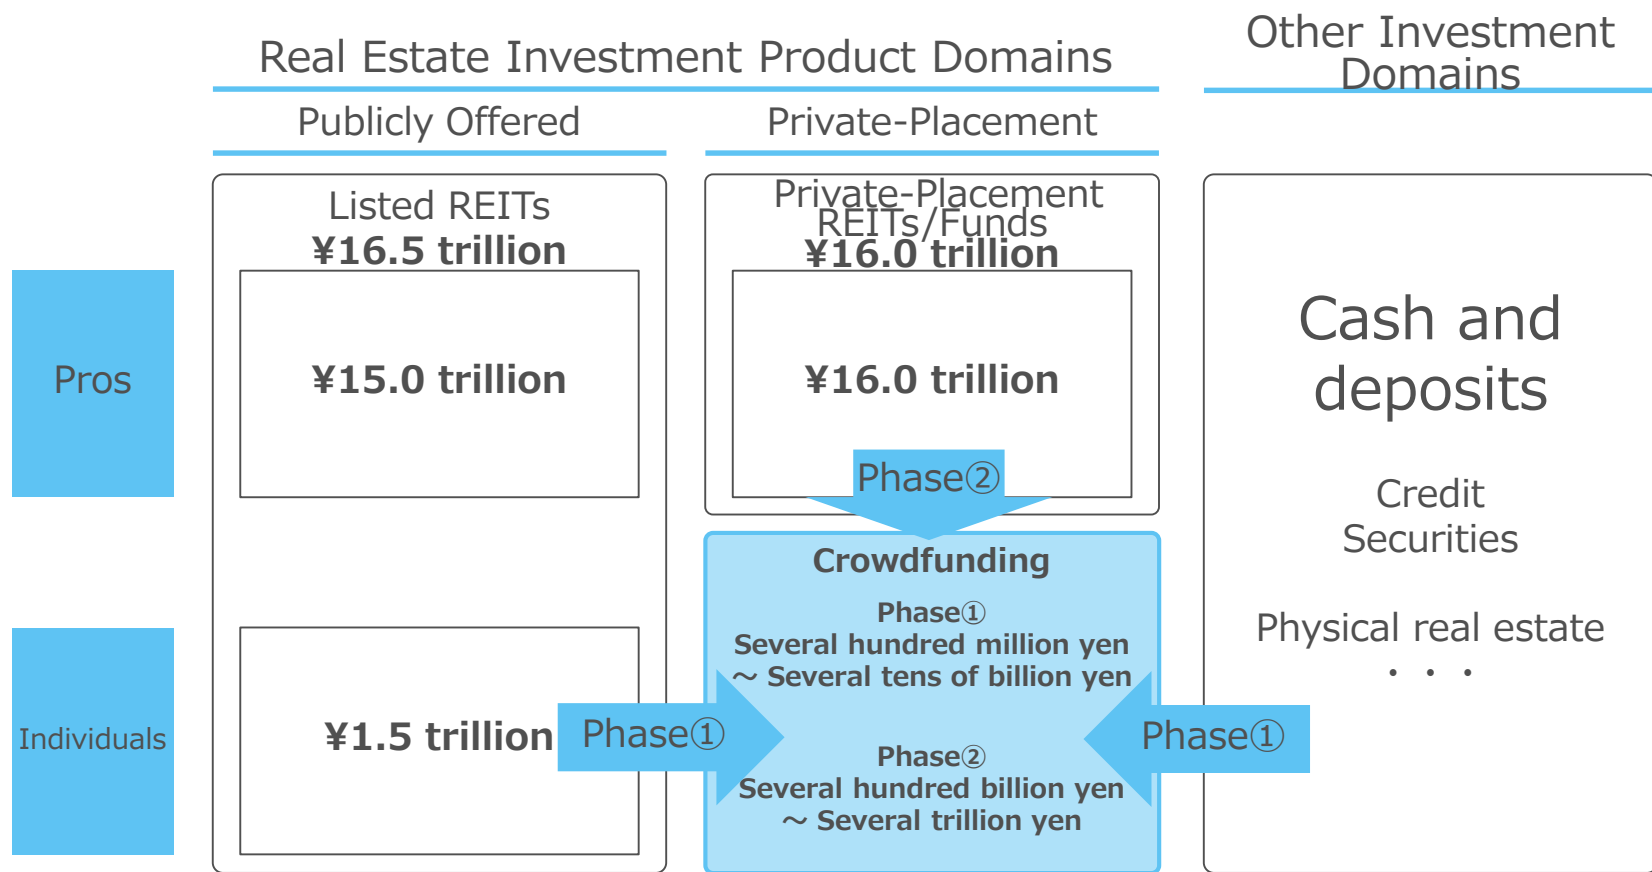 Real Estate Investment Product Domains
Other Investment
Domains
Publicly Offered
Private-Placement
Listed REITs
¥16.5 trillion
Private-Placement
REITs/Funds
¥16.0 trillion
Pros
¥15.0 trillion
¥16.0 trillion
Cash and
deposits
Credit
Securities
Physical real estate
・・・
Phase②
Crowdfunding
Phase①
Several hundred million yen
～ Several tens of billion yen
Individuals
¥1.5 trillion
Phase①
Phase①
Phase②
Several hundred billion yen
～ Several trillion yen